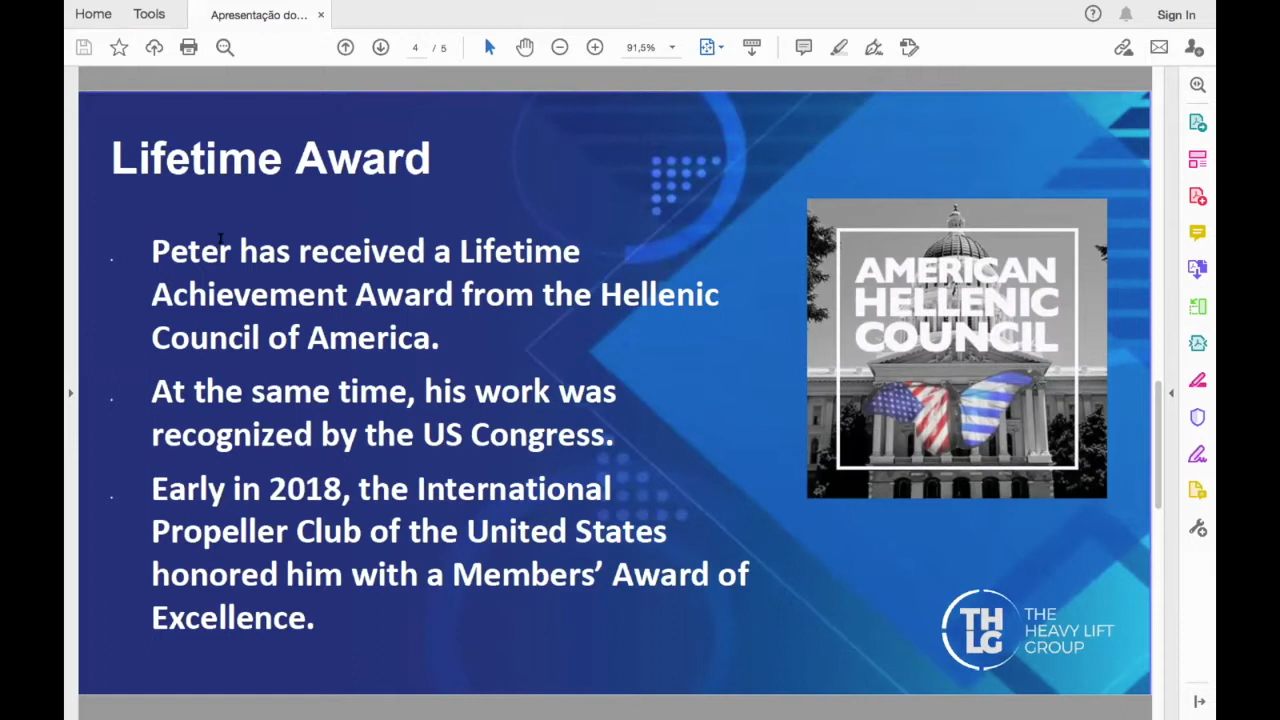 Home Tools Apresentação do... ×
Sign In
4 / 5
91,5%
Lifetime Award
Peter has received a Lifetime
Achievement Award from the Hellenic
Council of America.
At the same time, his work was
recognized by the US Congress.
Early in 2018, the International
Propeller Club of the United States
honored him with a Members’ Award of
Excellence.
AMERICAN
HELLENIC
COUNCIL
TH
LG
THE
HEAVY LIFT
GROUP